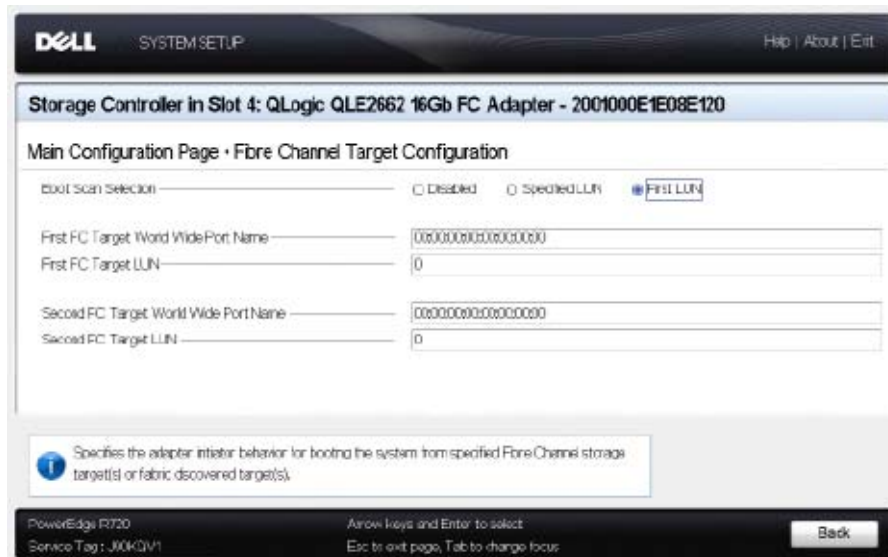 DELL SYSTEM SETUP Help | About | Exit
Storage Controller in Slot 4: QLogic QLE2662 16Gb FC Adapter - 2001000E1E08E120
Main Configuration Page • Fibre Channel Target Configuration
Boot Scan Selection Disabled Specified LUN First LUN
First FC Target World Wide Port Name 00:00:00:00:00:00:00:00
First FC Target LUN 0
Second FC Target World Wide Port Name 00:00:00:00:00:00:00:00
Second FC Target LUN 0
Specifies the adapter initiator behavior for booting the system from specified Fibre Channel storage
target(s) or fabric discovered target(s).
PowerEdge R720 Arrow keys and Enter to select
Service Tag : Esc to exit page, Tab to change focus
Back